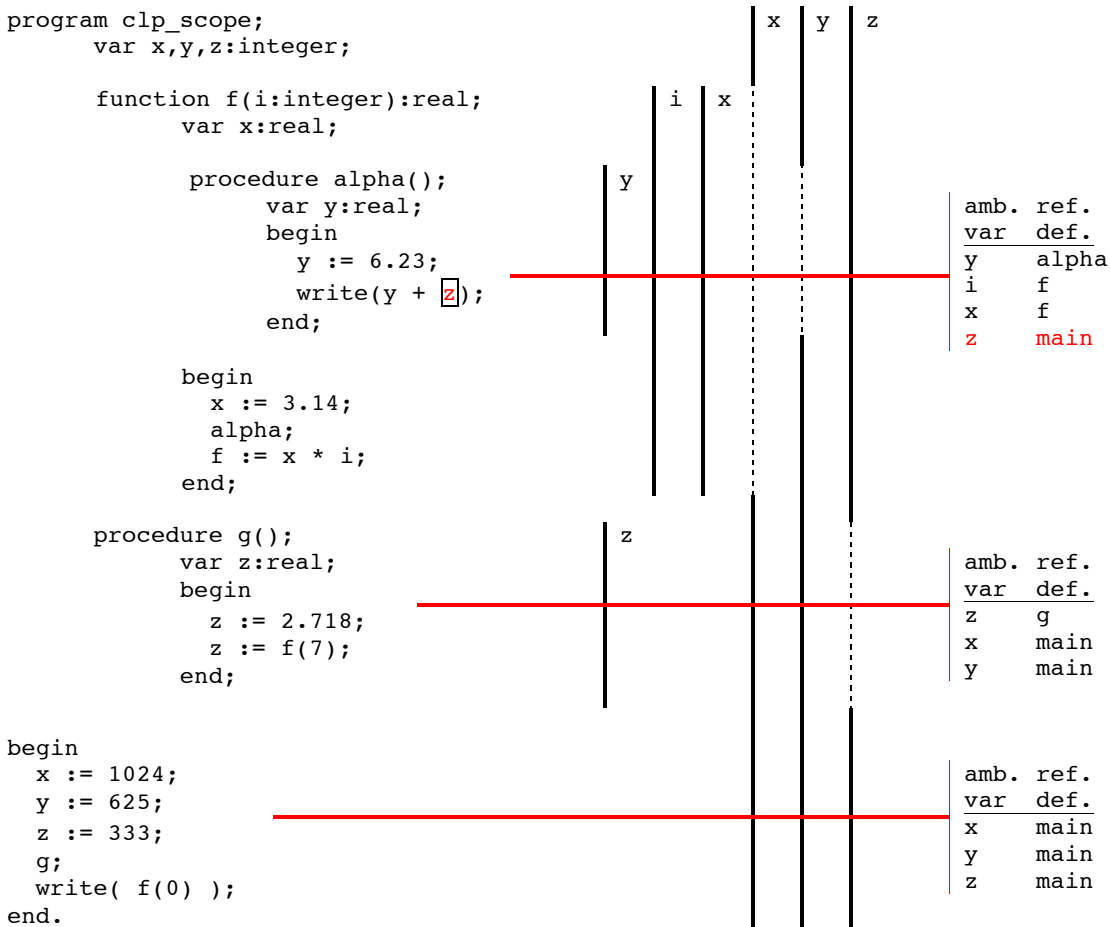 program clp_scope;
var x,y,z:integer;
x y z
function f(i:integer):real;
var x:real;
i x
procedure alpha();
var y:real;
begin
y := 6.23;
write(y + z);
end;
y
amb. ref.
var def.
y alpha
i f
x f
z main
begin
x := 3.14;
alpha;
f := x * i;
end;
procedure g();
var z:real;
begin
z := 2.718;
z := f(7);
end;
z
amb. ref.
var def.
z g
x main
y main
begin
x := 1024;
y := 625;
z := 333;
g;
write( f(0) );
end.
amb. ref.
var def.
x main
y main
z main